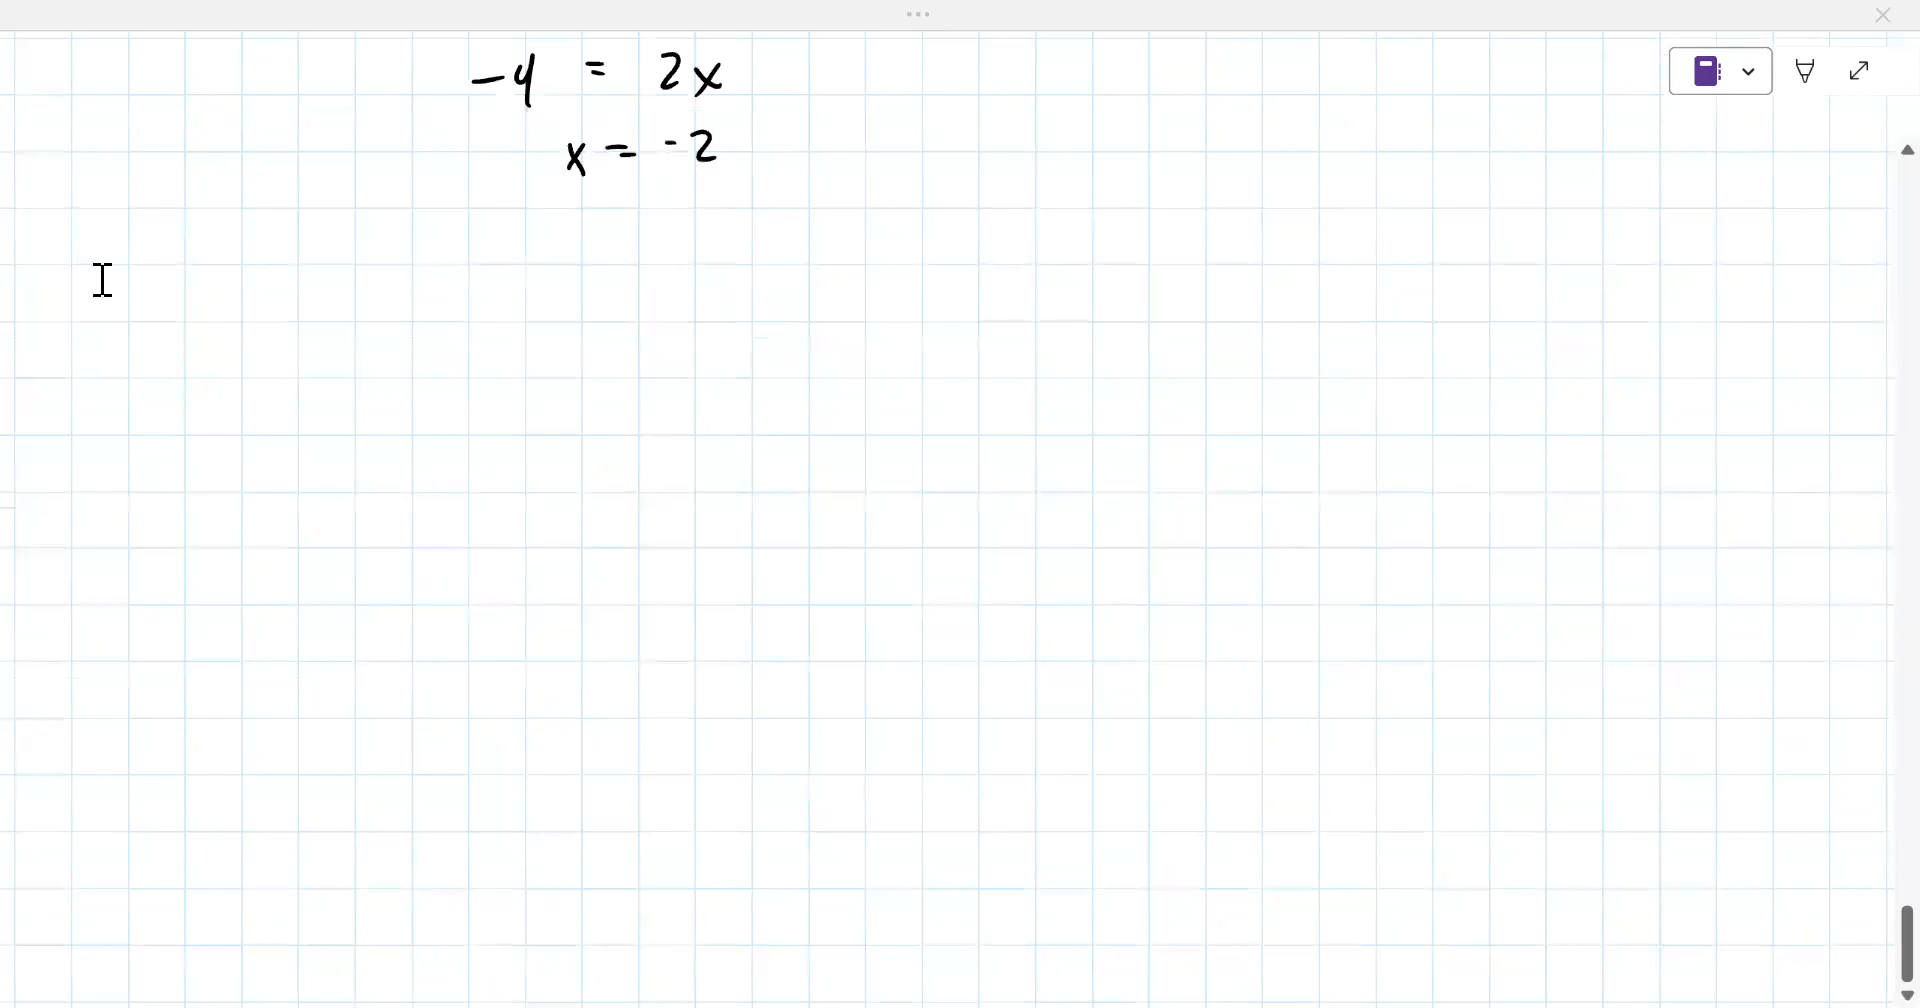 -4 = 2x
x = -2